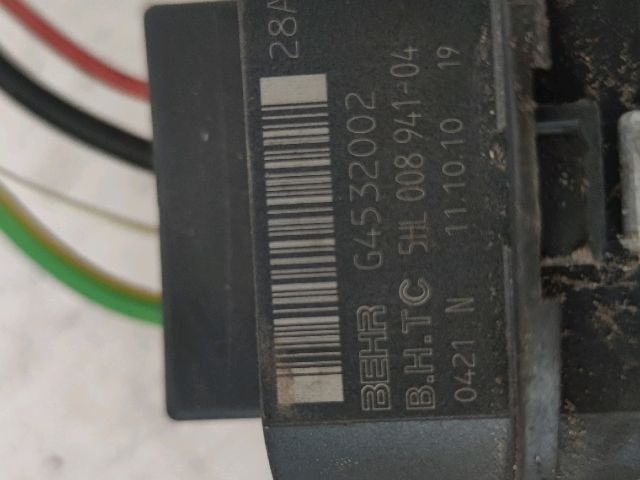 28A
BEHR G4532002
B.H.T C 5HL 008 941-04
0421 N 11.10.10 19